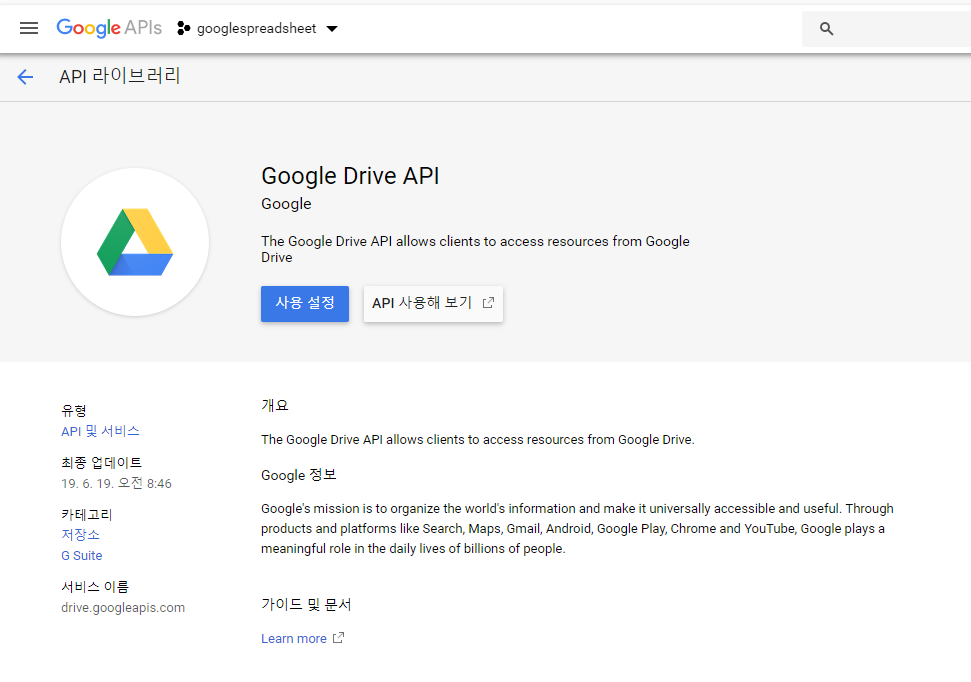 Google APIs googlespreadsheet
API 라이브러리
Google Drive API
Google
The Google Drive API allows clients to access resources from Google
Drive
사용 설정
API 사용해 보기
유형
API 및 서비스
최종 업데이트
19. 6. 19. 오전 8:46
카테고리
저장소
G Suite
서비스 이름
drive.googleapis.com
개요
The Google Drive API allows clients to access resources from Google Drive.
Google 정보
Google's mission is to organize the world's information and make it universally accessible and useful. Through
products and platforms like Search, Maps, Gmail, Android, Google Play, Chrome and YouTube, Google plays a
meaningful role in the daily lives of billions of people.
가이드 및 문서
Learn more